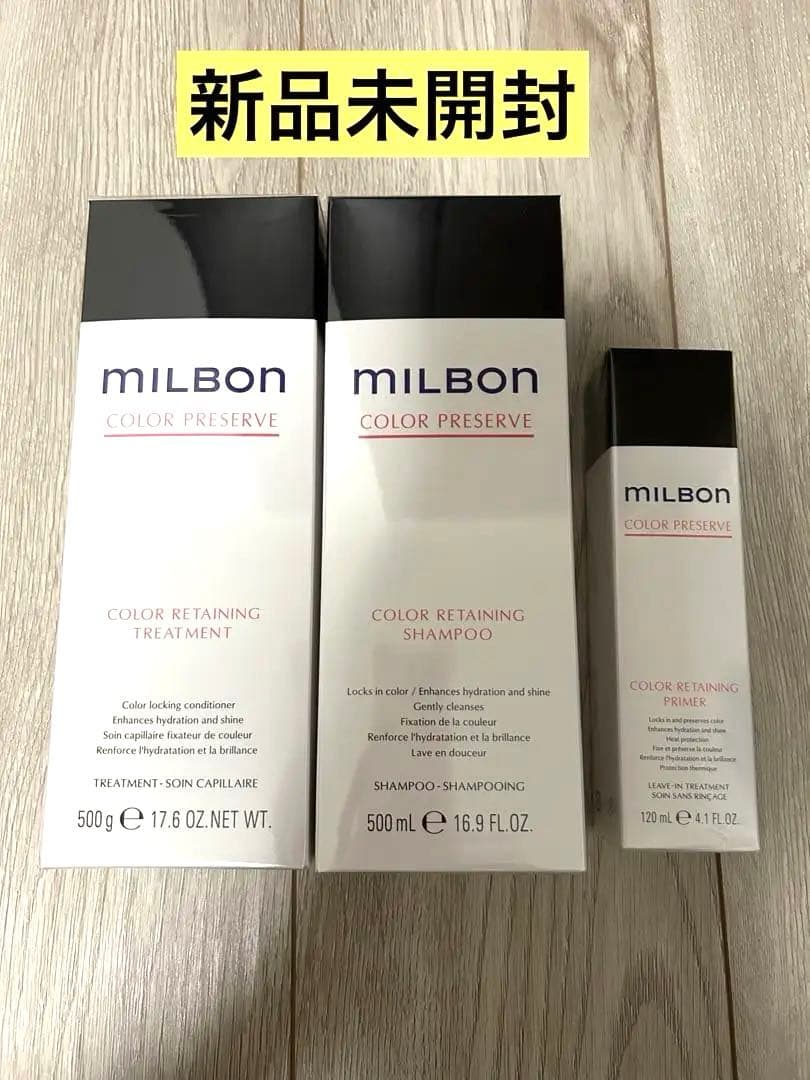 新品未開封
MILBON
COLOR PRESERVE
COLOR RETAINING
TREATMENT
Color locking conditioner
Enhances hydration and shine
Soin capillaire fixateur de couleur
Renforce l'hydratation et la brillance
TREATMENT - SOIN CAPILLAIRE
500 g ℮ 17.6 OZ.NET WT.
MILBON
COLOR PRESERVE
COLOR RETAINING
SHAMPOO
Locks in color / Enhances hydration and shine
Gently cleanses
Fixation de la couleur
Renforce l'hydratation et la brillance
Lave en douceur
SHAMPOO - SHAMPOOING
500 mL ℮ 16.9 FL.OZ.
MILBON
COLOR PRESERVE
COLOR RETAINING
PRIMER
Locks in and preserves color
Enhances hydration and shine
Heat protection
Fixe et préserve la couleur
Renforce l'hydratation et la brillance
Protection thermique
LEAVE-IN TREATMENT
SOIN SANS RINÇAGE
120 mL ℮ 4.1 FL.OZ.